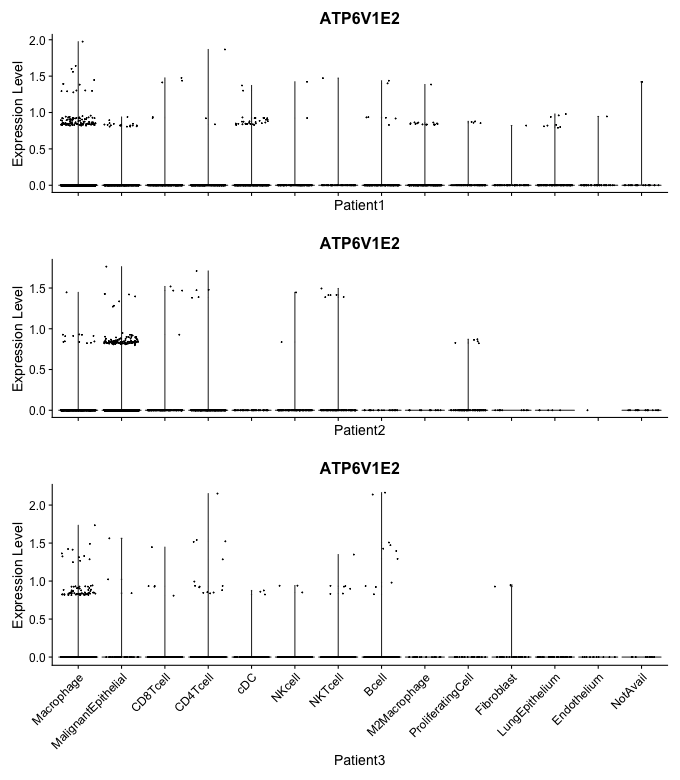 ATP6V1E2
Expression Level
2.0
1.5
1.0
0.5
0.0
Patient1
ATP6V1E2
Expression Level
1.5
1.0
0.5
0.0
Patient2
ATP6V1E2
Expression Level
2.0
1.5
1.0
0.5
0.0
Macrophage
MalignantEpithelial
CD8Tcell
CD4Tcell
cDC
NKcell
NKTcell
Bcell
M2Macrophage
ProliferatingCell
Fibroblast
LungEpithelium
Endothelium
NotAvail
Patient3